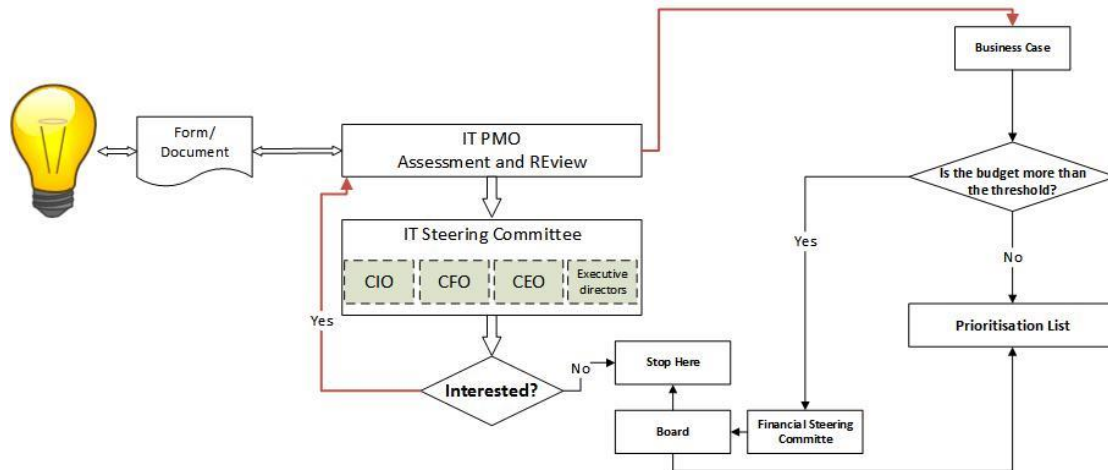 Form/
Document
IT PMO
Assessment and REview
IT Steering Committee
CIO
CFO
CEO
Executive
directors
Yes
Interested?
No
Stop Here
Board
Financial Steering
Committe
Yes
Business Case
Is the budget more than
the threshold?
No
Prioritisation List